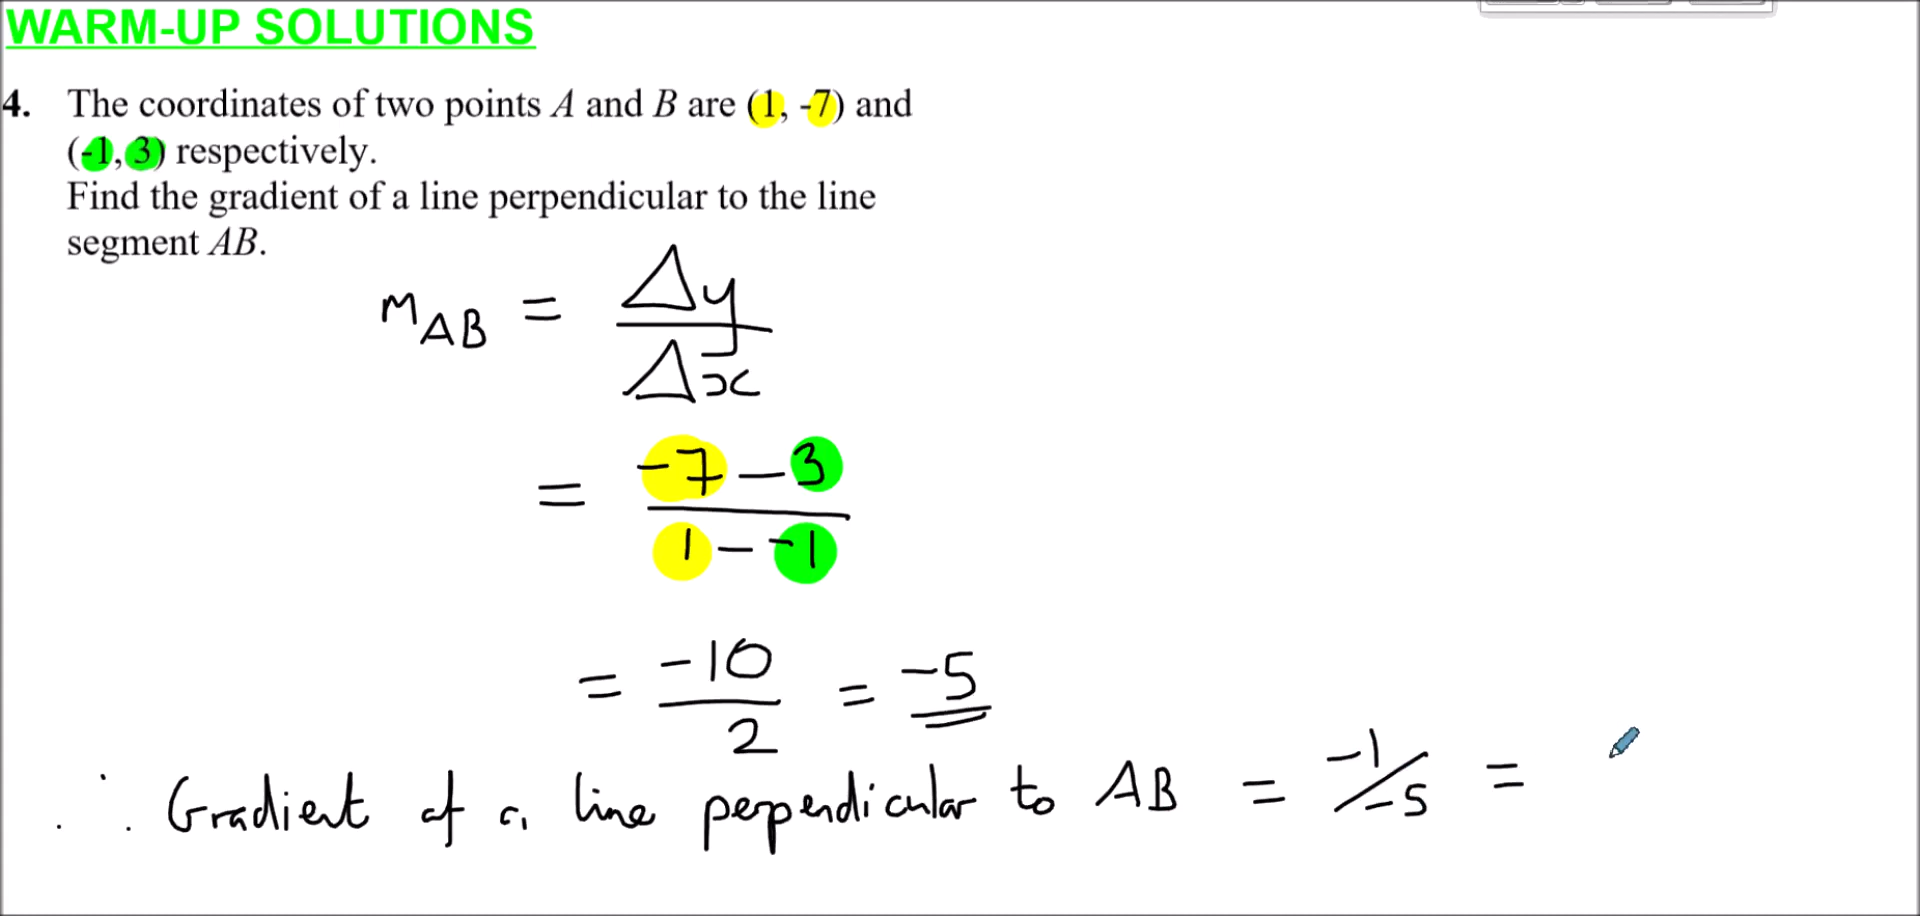 WARM-UP SOLUTIONS
4. The coordinates of two points A and B are (1, -7) and
(-1,3) respectively.
Find the gradient of a line perpendicular to the line
segment AB.
m_AB = Δy/Δx
= (-7-3)/(1--1)
= -10/2 = -5
∴ Gradient of a line perpendicular to AB = -1/-5 =